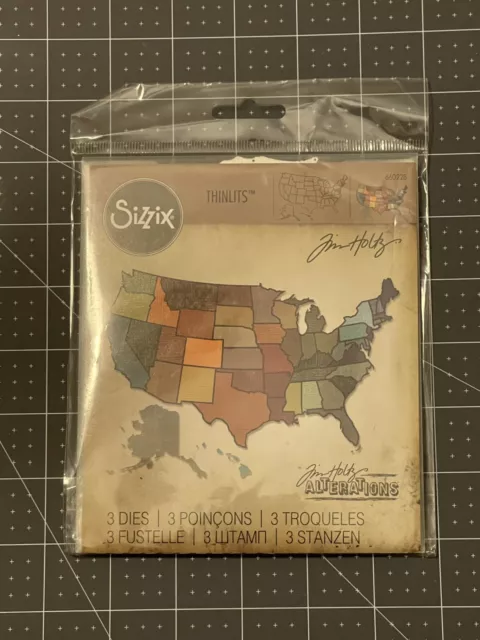 Sizzix
THINLITS™
Tim Holtz
Tim Holtz
ALTERATIONS
3 DIES | 3 POINÇONS | 3 TROQUELES
3 FUSTELLE | 3 ШТАМП | 3 STANZEN